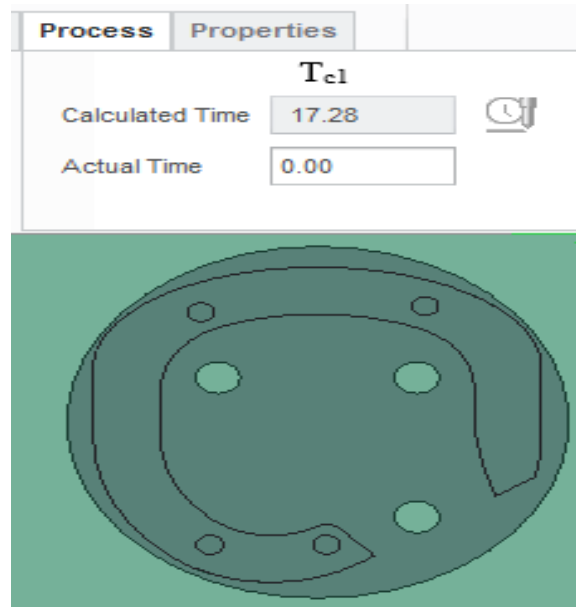 Process Properties
Tc1
Calculated Time 17.28
Actual Time 0.00